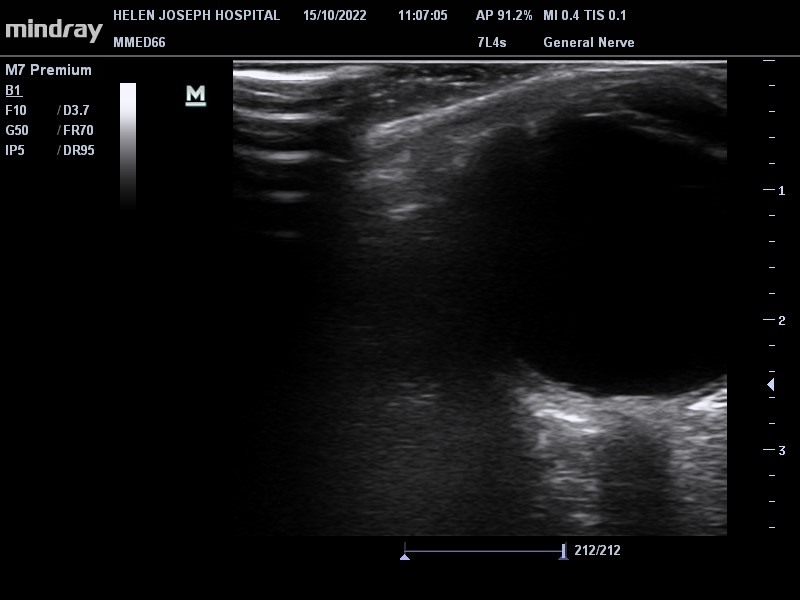 mindray
HELEN JOSEPH HOSPITAL 15/10/2022 11:07:05 AP 91.2% MI 0.4 TIS 0.1
MMED66 7L4s General Nerve
M7 Premium
B1
F10 /D3.7
G50 /FR70
IP5 /DR95
M
1
2
3
212/212